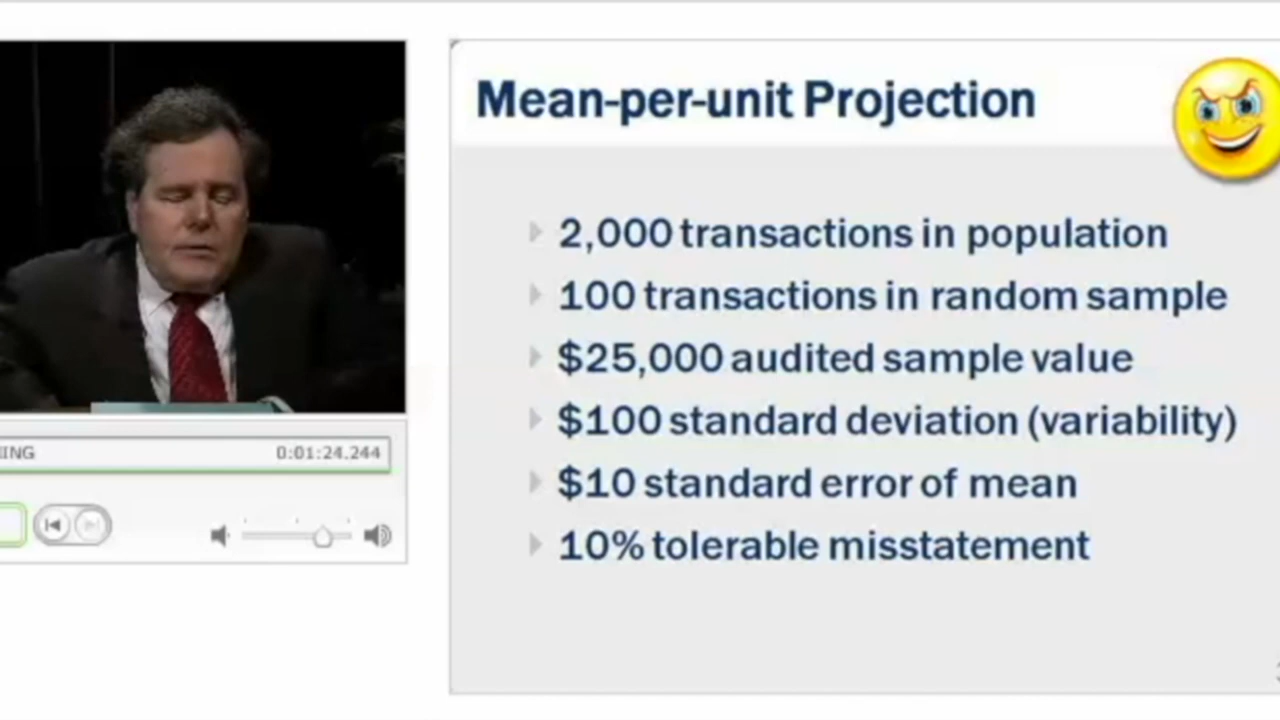 Mean-per-unit Projection
2,000 transactions in population
100 transactions in random sample
$25,000 audited sample value
$100 standard deviation (variability)
ING 0:01:24.244
$10 standard error of mean
10% tolerable misstatement